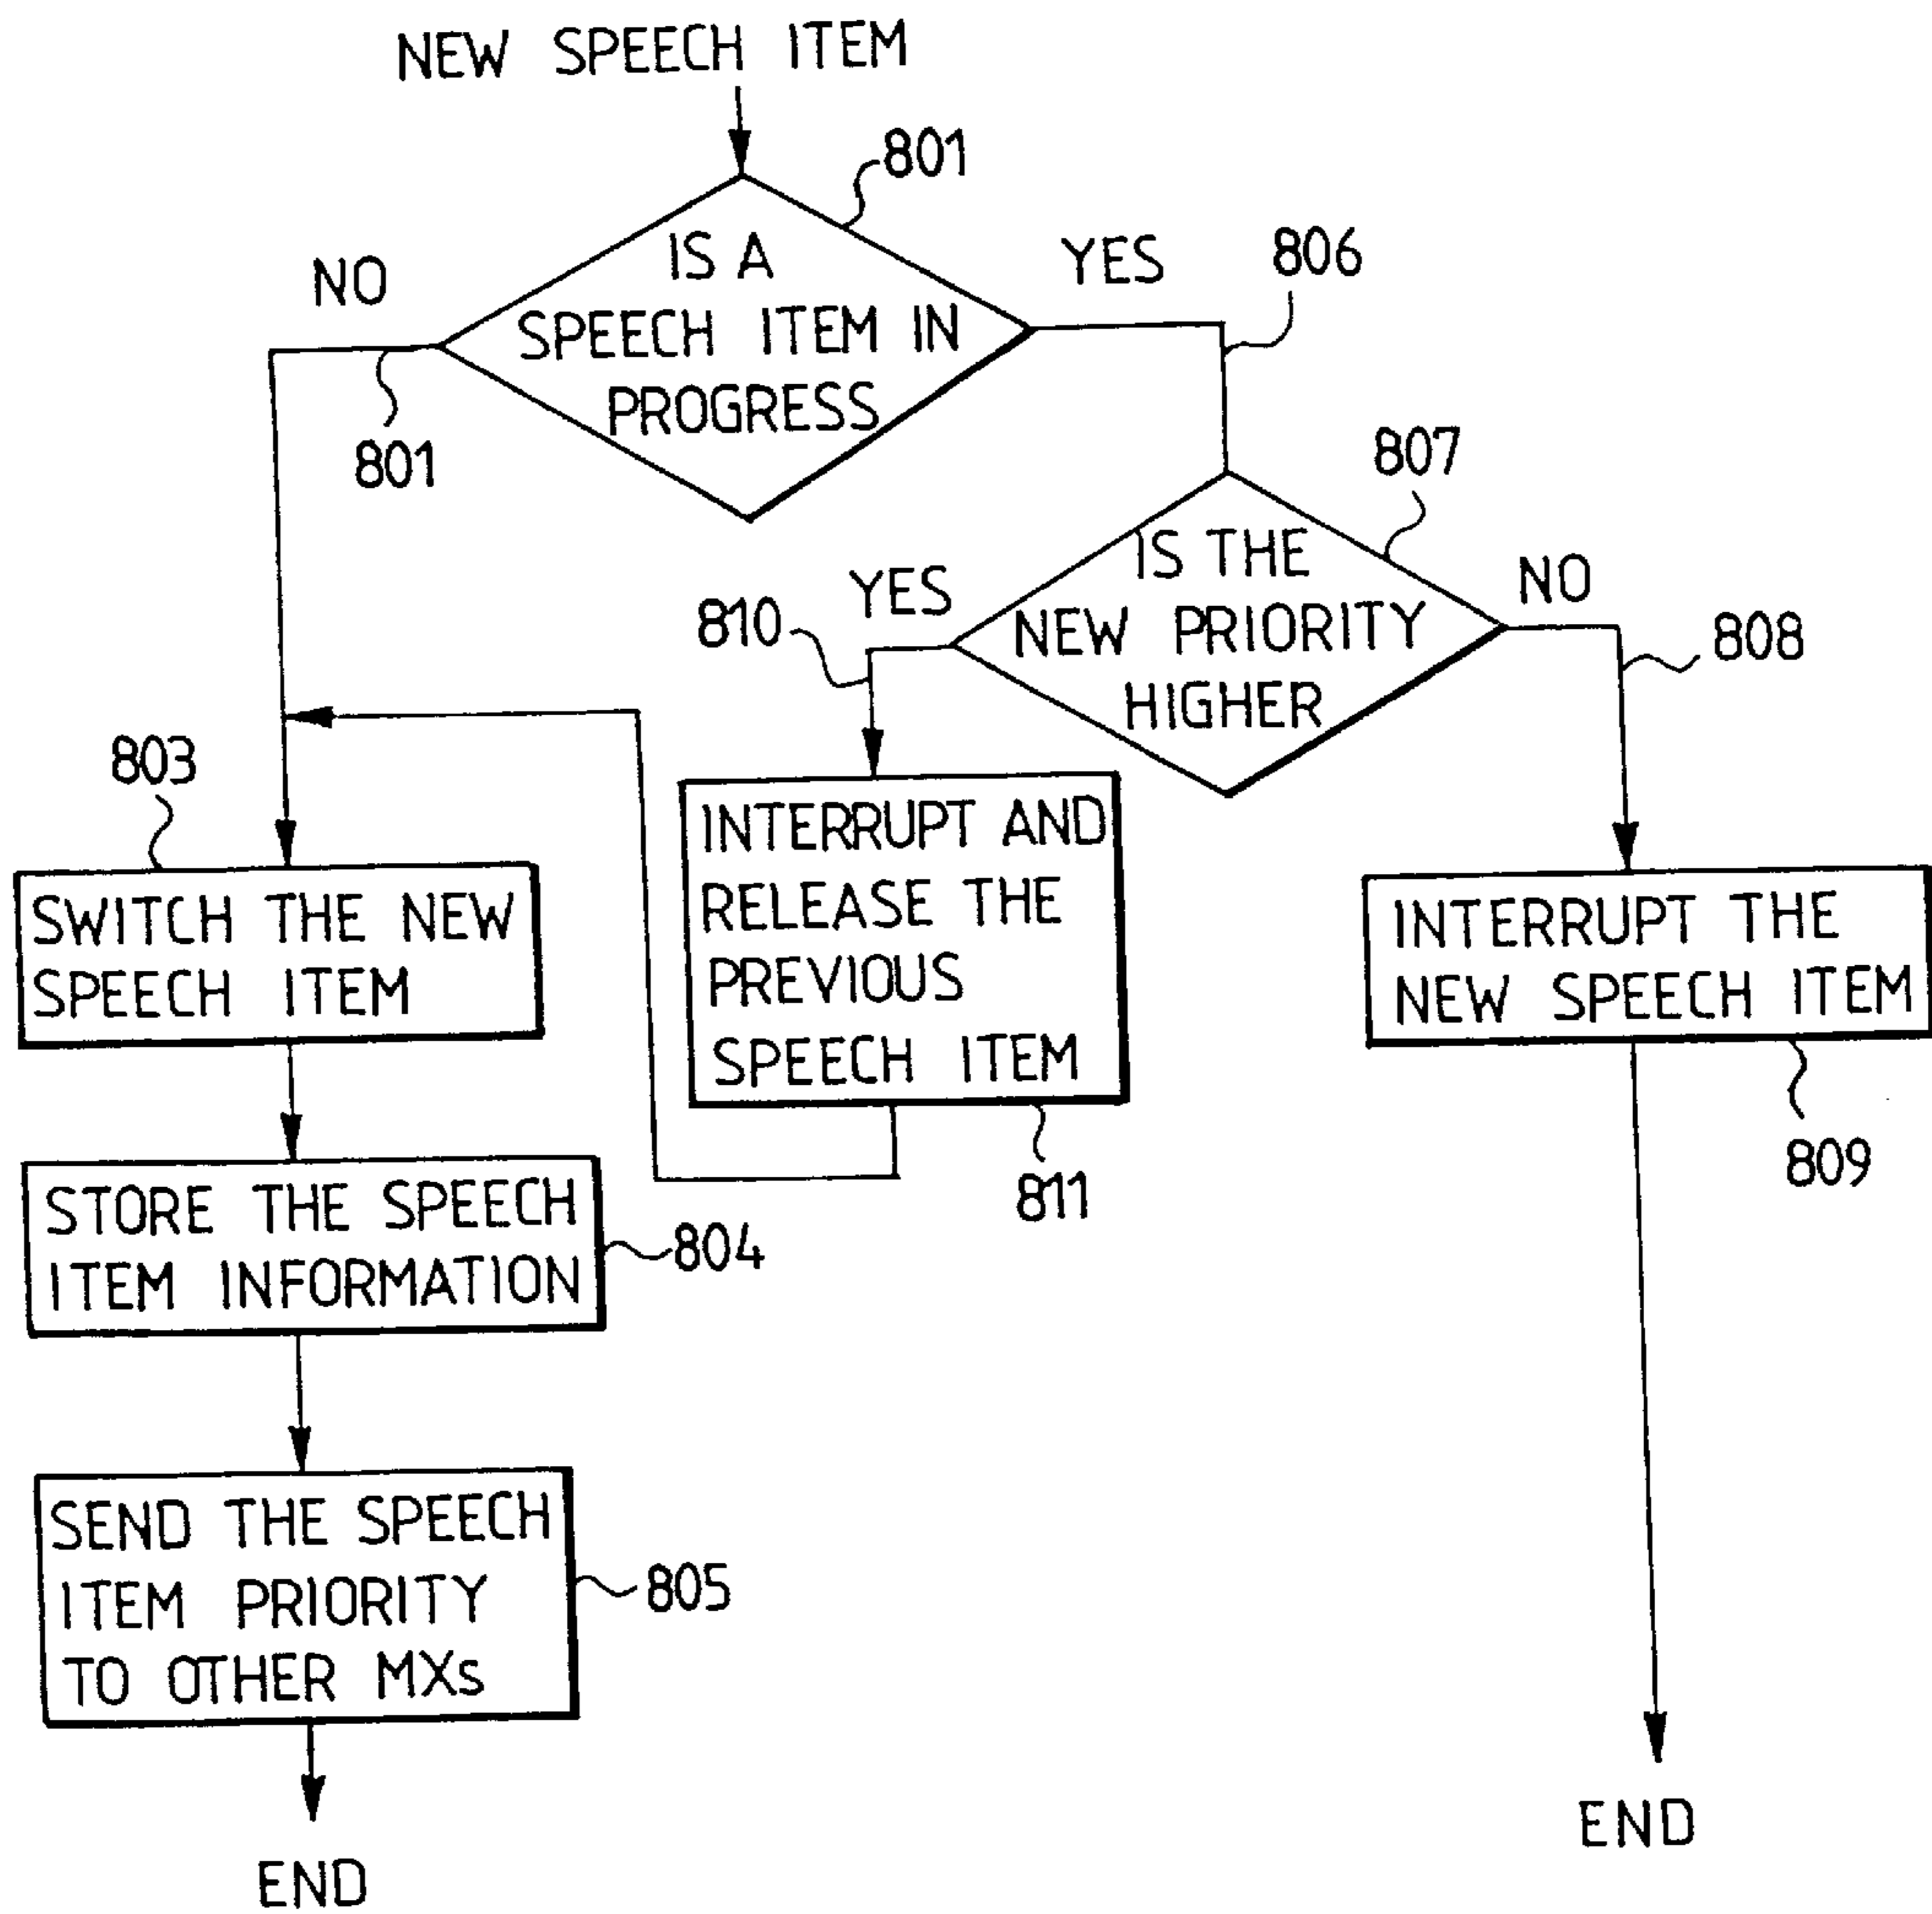 NEW SPEECH ITEM
801
IS A
SPEECH ITEM IN
PROGRESS
NO
YES
806
801
807
IS THE
NEW PRIORITY
HIGHER
YES
810
NO
808
803
INTERRUPT AND
RELEASE THE
PREVIOUS
SPEECH ITEM
811
SWITCH THE NEW
SPEECH ITEM
INTERRUPT THE
NEW SPEECH ITEM
809
STORE THE SPEECH
ITEM INFORMATION
804
SEND THE SPEECH
ITEM PRIORITY
TO OTHER MXs
805
END
END